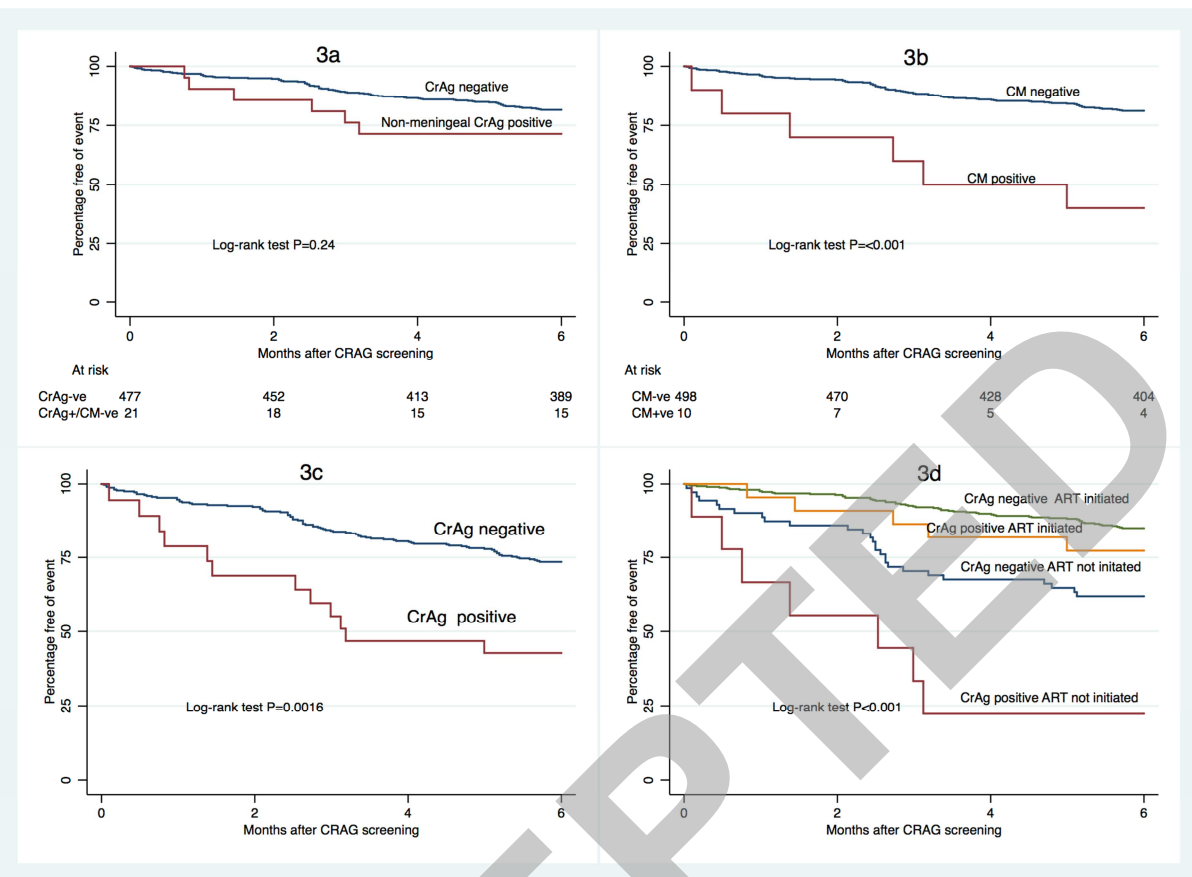 3a
Percentage free of event
100
75
50
25
0
CrAg negative
Non-meningeal CrAg positive
Log-rank test P=0.24
0 2 4 6
Months after CRAG screening
At risk
CrAg-ve 477 452 413 389
CrAg+/CM-ve 21 18 15 15
3b
Percentage free of event
100
75
50
25
0
CM negative
CM positive
Log-rank test P=<0.001
0 2 4 6
Months after CRAG screening
At risk
CM-ve 498 470 428 404
CM+ve 10 7 5 4
3c
Percentage free of event
100
75
50
25
0
CrAg negative
CrAg positive
Log-rank test P=0.0016
0 2 4 6
Months after CRAG screening
3d
Percentage free of event
100
75
50
25
0
CrAg negative ART initiated
CrAg positive ART initiated
CrAg negative ART not initated
CrAg positive ART not initiated
Log-rank test P<0.001
0 2 4 6
Months after CRAG screening
PTED